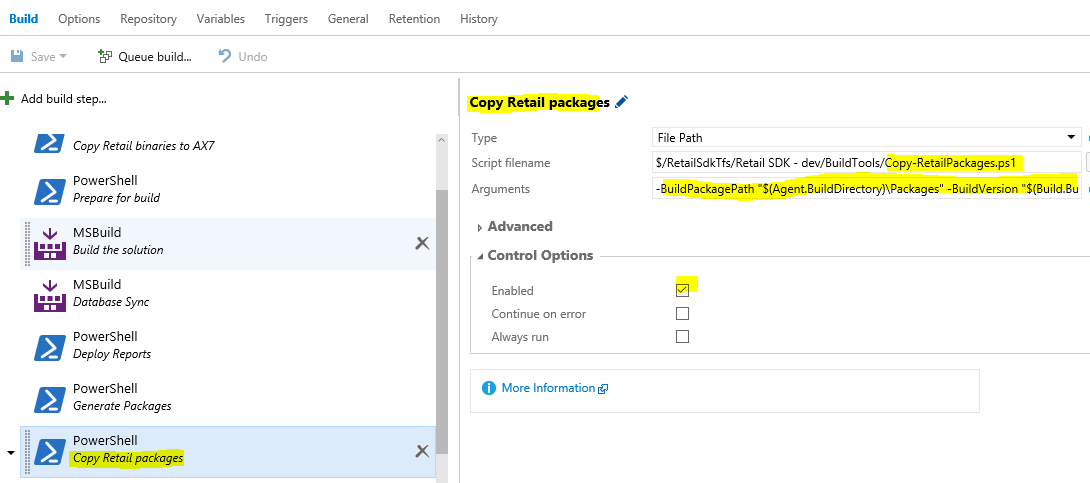 Build Options Repository Variables Triggers General Retention History
Save Queue build... Undo
Add build step...
Copy Retail binaries to AX7
PowerShell
Prepare for build
MSBuild
Build the solution
MSBuild
Database Sync
PowerShell
Deploy Reports
PowerShell
Generate Packages
PowerShell
Copy Retail packages
Copy Retail packages
Type File Path
Script filename $/RetailSdkTfs/Retail SDK - dev/BuildTools/Copy-RetailPackages.ps1
Arguments -BuildPackagePath "$(Agent.BuildDirectory)\Packages" -BuildVersion "$(Build.Bu
Advanced
Control Options
Enabled
Continue on error
Always run
More Information